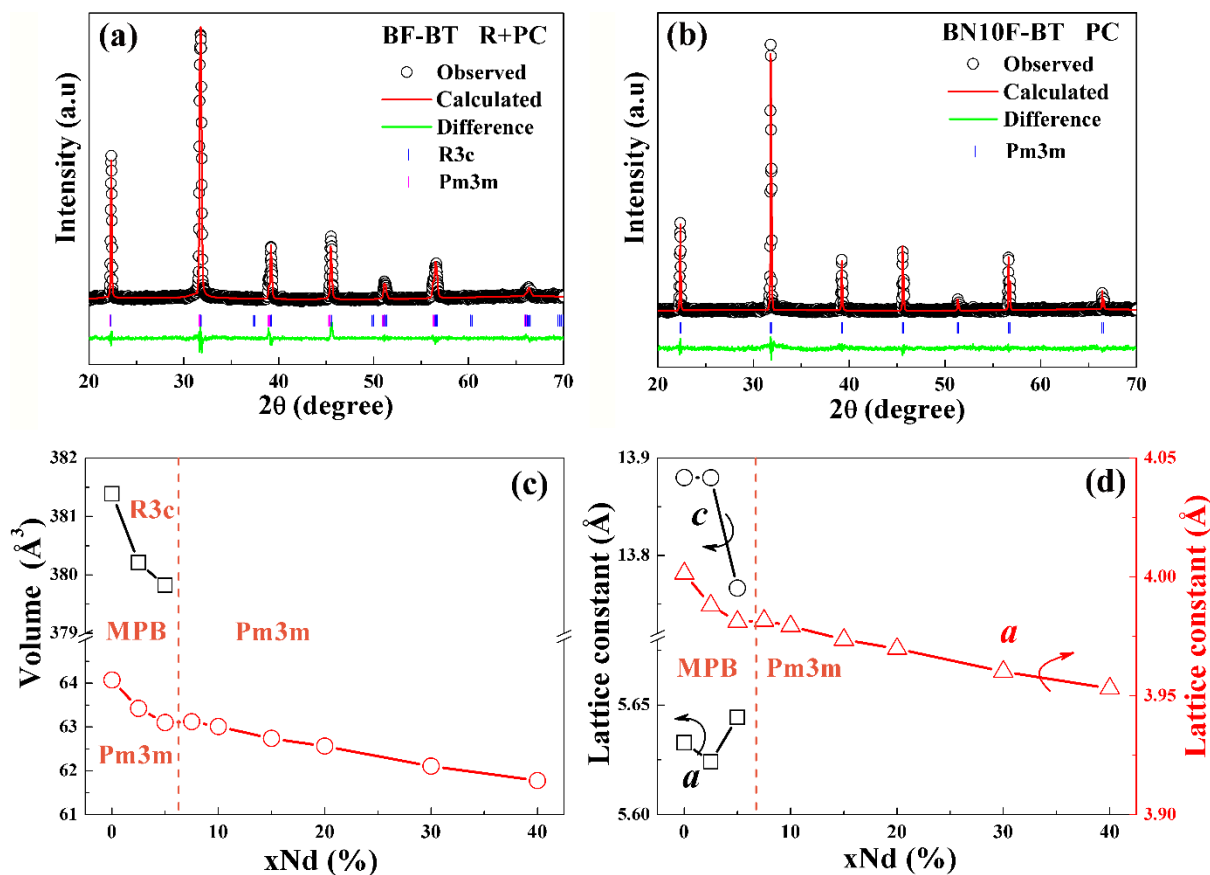 (a)
BF-BT R+PC
Observed
Calculated
Difference
R3c
Pm3m
Intensity (a.u)
20 30 40 50 60 70
2θ (degree)
(b)
BN10F-BT PC
Observed
Calculated
Difference
Pm3m
Intensity (a.u)
20 30 40 50 60 70
2θ (degree)
(c)
382
381
380
379
64
63
62
61
Volume (Å³)
R3c
MPB
Pm3m
Pm3m
0 10 20 30 40
xNd (%)
(d)
13.9
13.8
5.65
5.60
Lattice constant (Å)
c
a
MPB
Pm3m
a
4.05
4.00
3.95
3.90
Lattice constant (Å)
0 10 20 30 40
xNd (%)